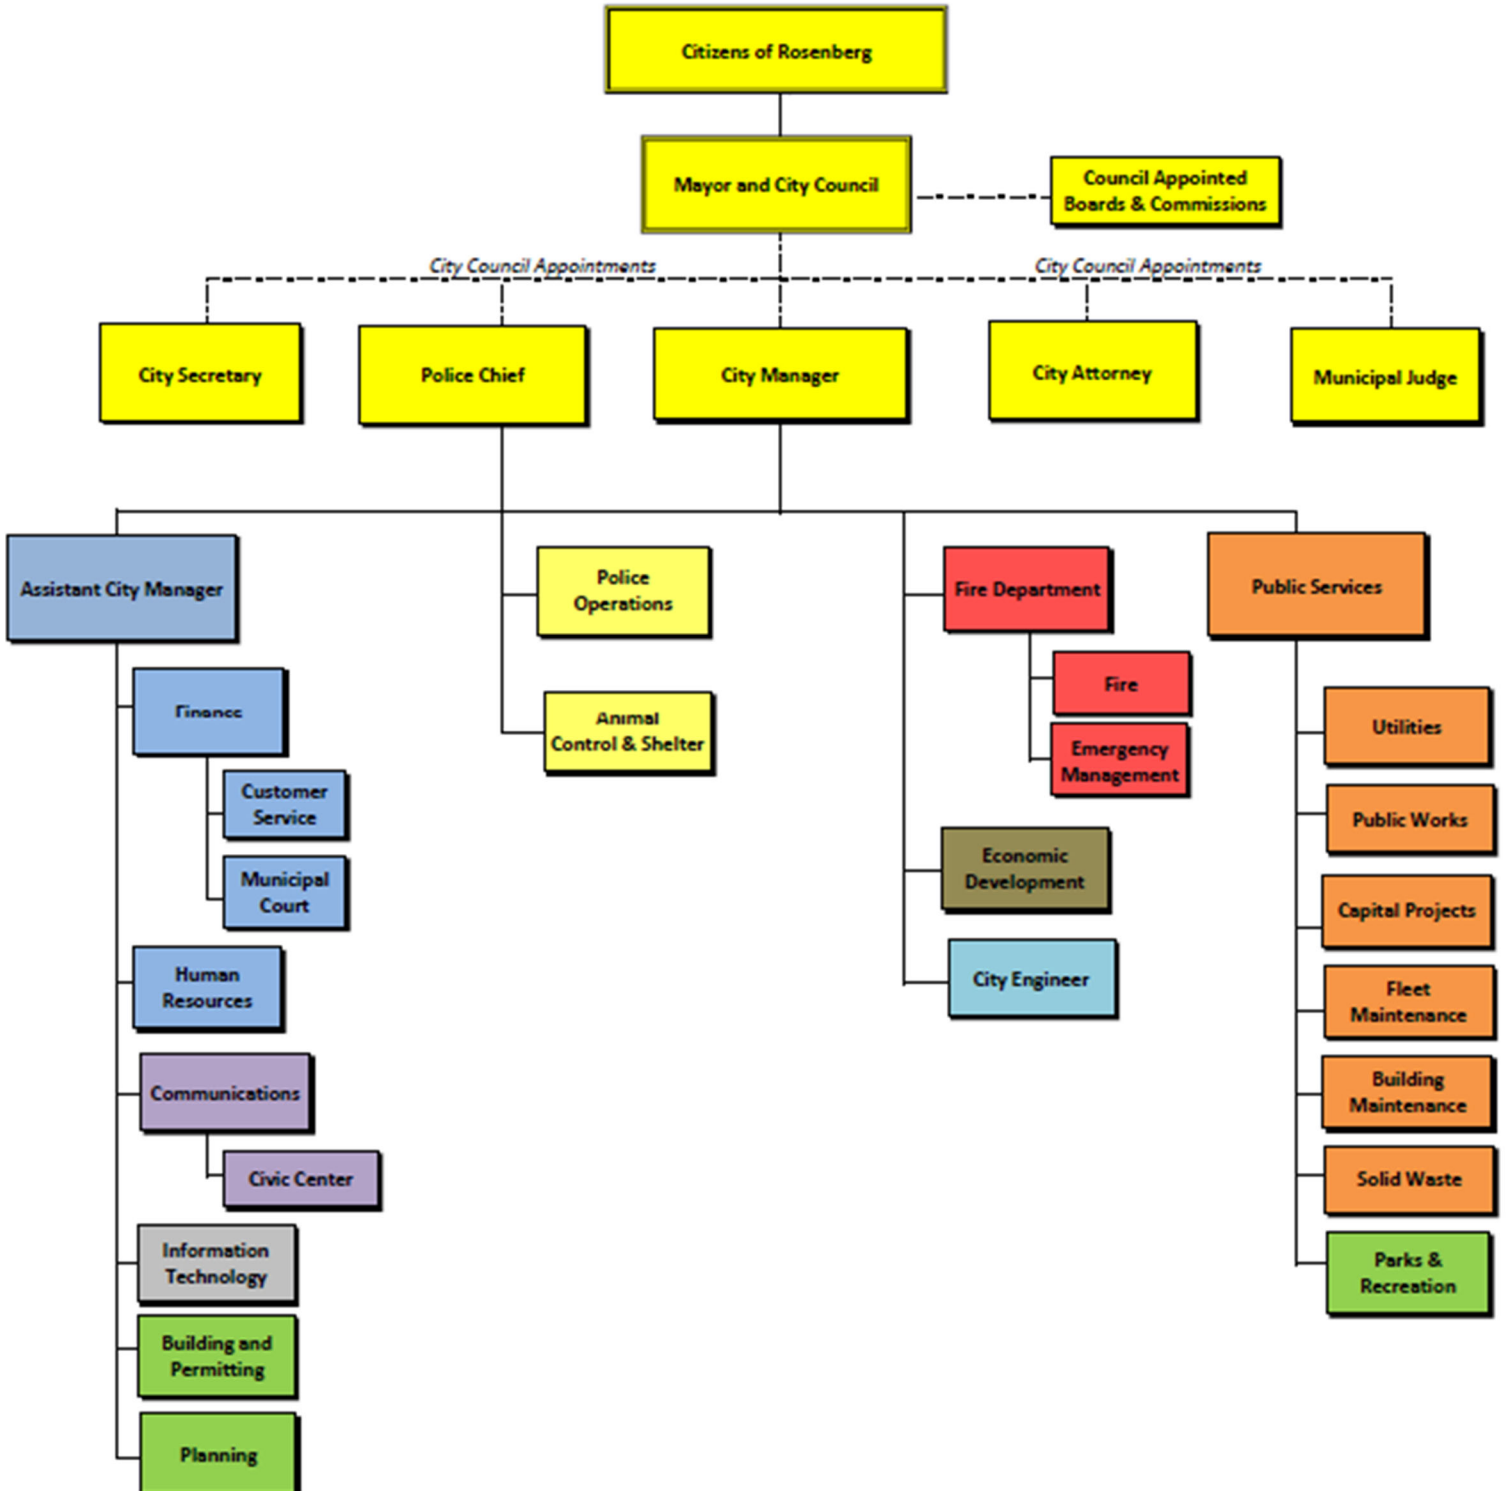 Citizens of Rosenberg
Mayor and City Council
Council Appointed
Boards & Commissions
City Council Appointments
City Council Appointments
City Secretary
Police Chief
City Manager
City Attorney
Municipal Judge
Assistant City Manager
Finance
Customer
Service
Municipal
Court
Human
Resources
Communications
Civic Center
Information
Technology
Building and
Permitting
Planning
Police
Operations
Animal
Control & Shelter
Fire Department
Fire
Emergency
Management
Economic
Development
City Engineer
Public Services
Utilities
Public Works
Capital Projects
Fleet
Maintenance
Building
Maintenance
Solid Waste
Parks &
Recreation